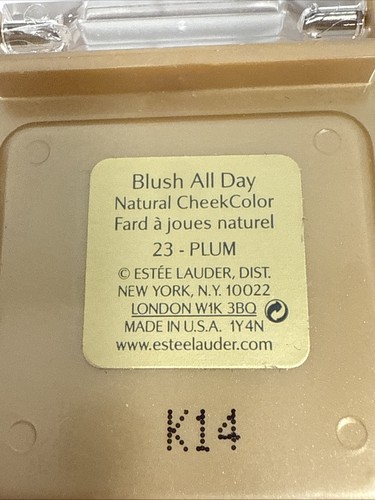 Blush All Day
Natural CheekColor
Fard à joues naturel
23 - PLUM
© ESTÉE LAUDER, DIST.
NEW YORK, N.Y. 10022
LONDON W1K 3BQ
MADE IN U.S.A. 1Y4N
www.esteelauder.com
K14